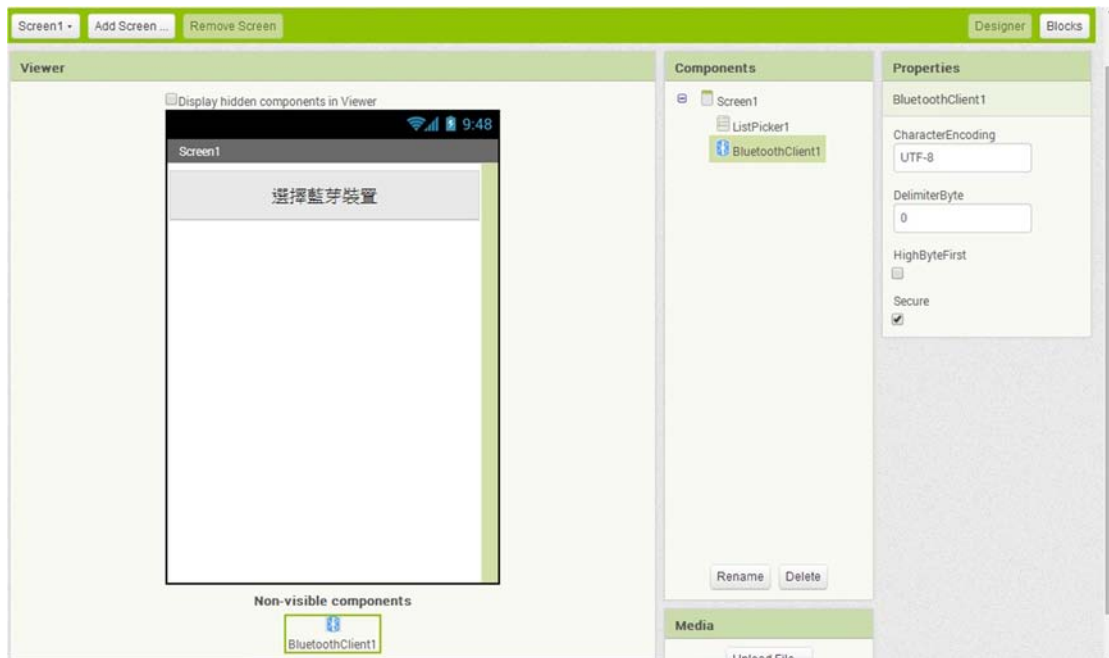 Screen1
Add Screen ...
Remove Screen
Designer
Blocks
Viewer
Display hidden components in Viewer
9:48
Screen1
選擇藍芽裝置
Non-visible components
BluetoothClient1
Components
Screen1
ListPicker1
BluetoothClient1
Rename
Delete
Media
Upload File ...
Properties
BluetoothClient1
CharacterEncoding
UTF-8
DelimiterByte
0
HighByteFirst
Secure